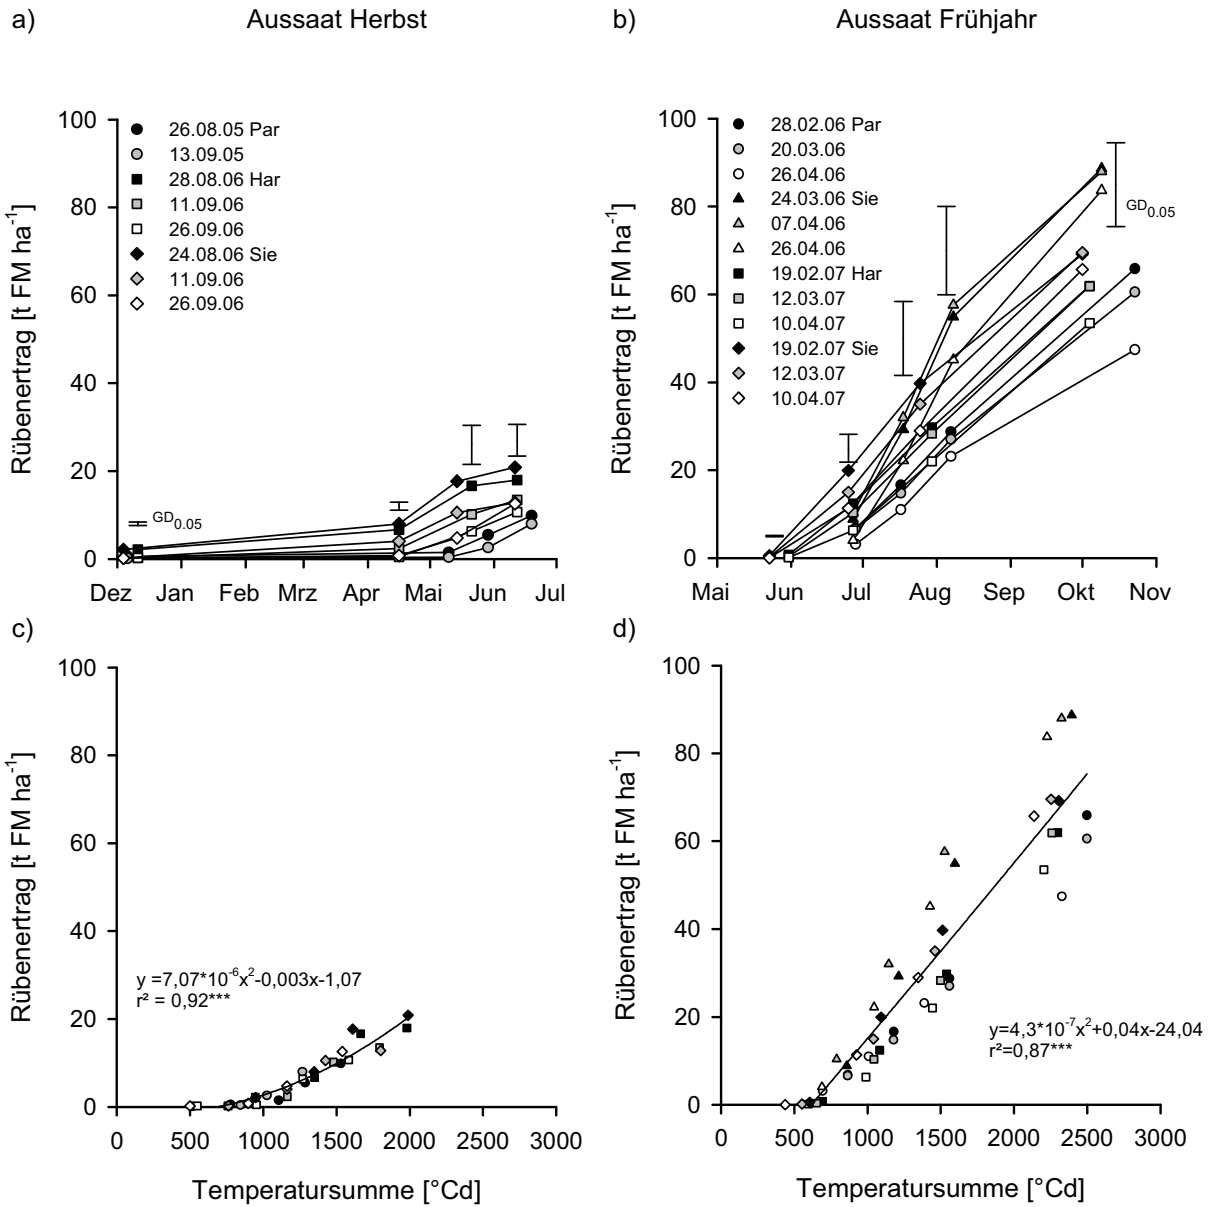 a)
Aussaat Herbst
Rübenertrag [t FM ha⁻¹]
100
80
60
40
20
0
26.08.05 Par
13.09.05
28.08.06 Har
11.09.06
26.09.06
24.08.06 Sie
11.09.06
26.09.06
GD0.05
Dez Jan Feb Mrz Apr Mai Jun Jul
b)
Aussaat Frühjahr
Rübenertrag [t FM ha⁻¹]
100
80
60
40
20
0
28.02.06 Par
20.03.06
26.04.06
24.03.06 Sie
07.04.06
26.04.06
19.02.07 Har
12.03.07
10.04.07
19.02.07 Sie
12.03.07
10.04.07
GD0.05
Mai Jun Jul Aug Sep Okt Nov
c)
Rübenertrag [t FM ha⁻¹]
100
80
60
40
20
0
y =7,07*10⁻⁶x²-0,003x-1,07
r² = 0,92***
0 500 1000 1500 2000 2500 3000
Temperatursumme [°Cd]
d)
Rübenertrag [t FM ha⁻¹]
100
80
60
40
20
0
y=4,3*10⁻⁷x²+0,04x-24,04
r²=0,87***
0 500 1000 1500 2000 2500 3000
Temperatursumme [°Cd]